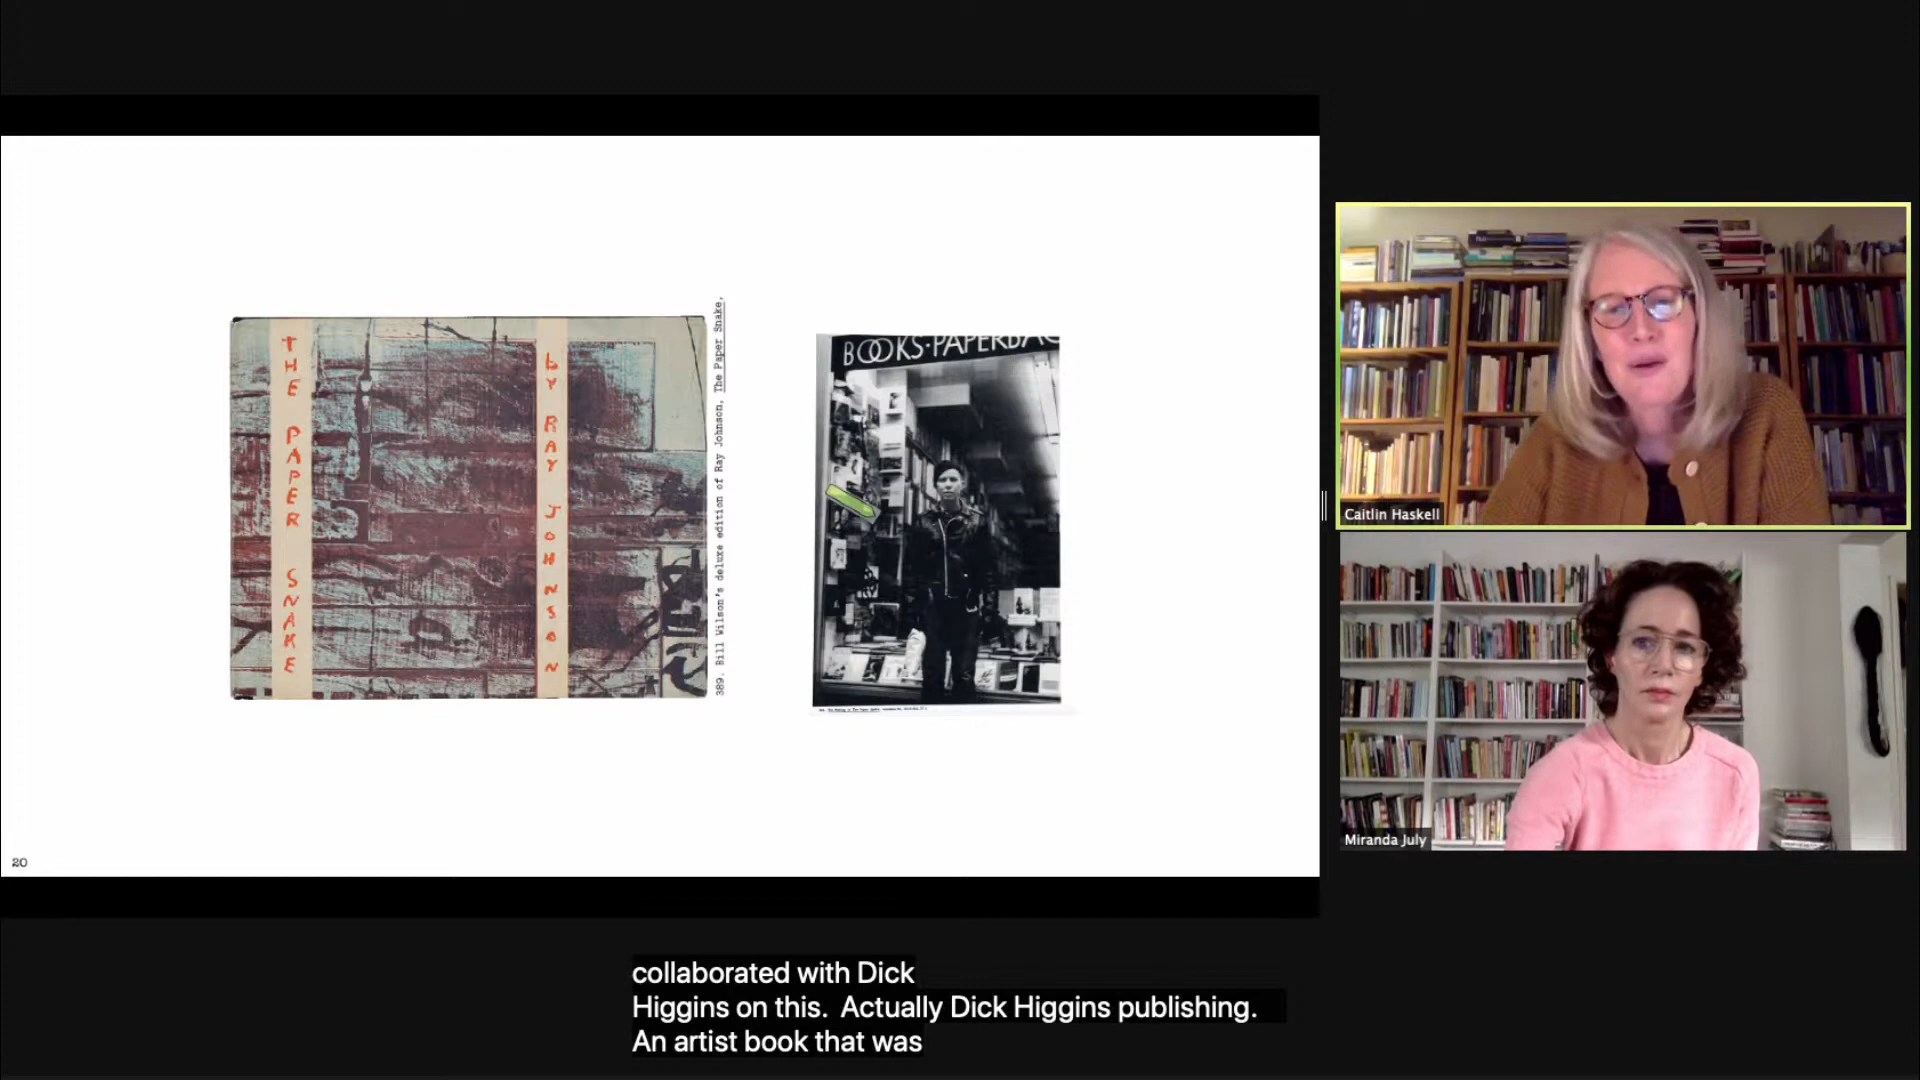 THE PAPER SNAKE
by RAY JOHNSON
389. Bill Wilson's deluxe edition of Ray Johnson, The Paper Snake,
BOOKS·PAPERBAC
20
Caitlin Haskell
Miranda July
collaborated with Dick
Higgins on this.  Actually Dick Higgins publishing.
An artist book that was